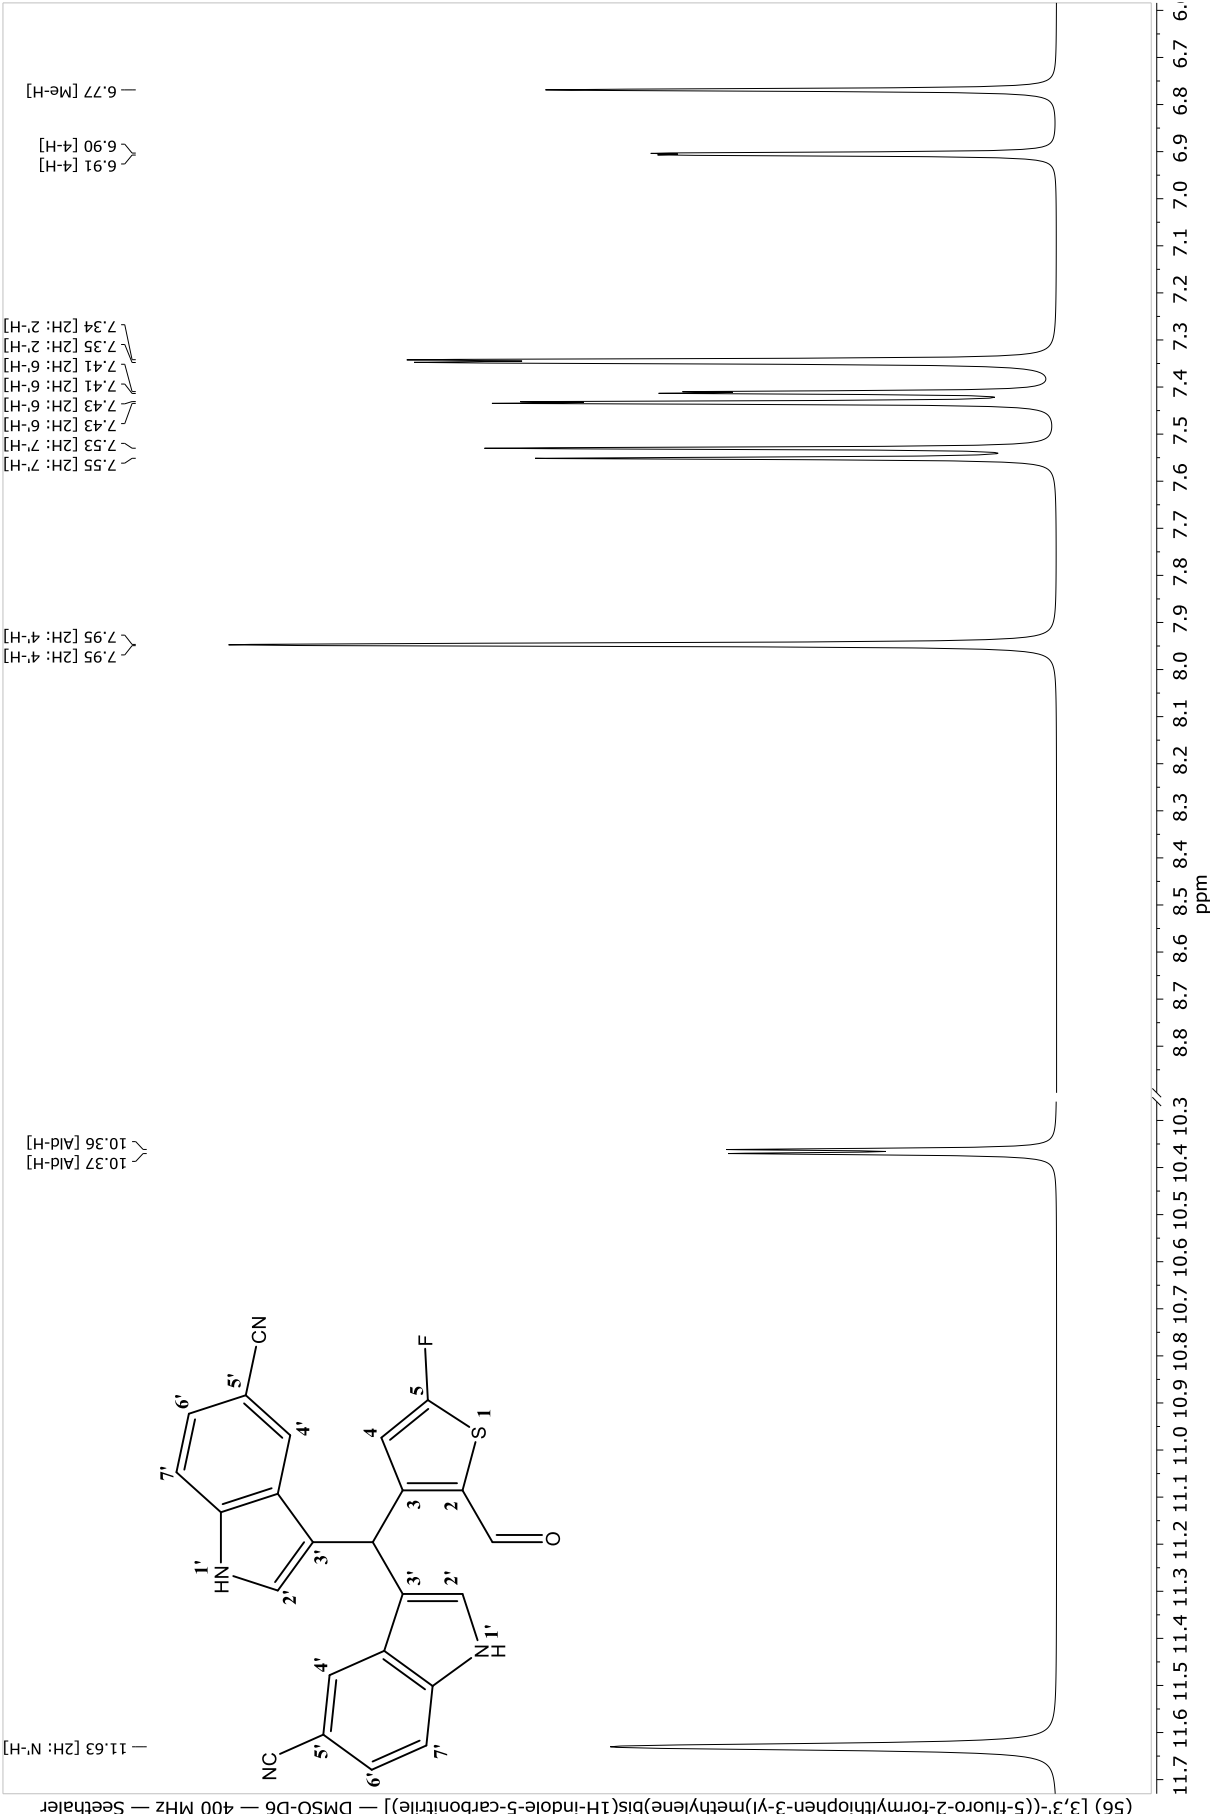 (56) [3,3'-((5-fluoro-2-formylthiophen-3-yl)methylene)bis(1H-indole-5-carbonitrile)] — DMSO-D6 — 400 MHz — Seethaler
11.63 [2H: N'-H]
10.37 [Ald-H]
10.36 [Ald-H]
7.95 [2H: 4'-H]
7.95 [2H: 4'-H]
7.55 [2H: 7'-H]
7.53 [2H: 7'-H]
7.43 [2H: 6'-H]
7.43 [2H: 6'-H]
7.41 [2H: 6'-H]
7.41 [2H: 6'-H]
7.35 [2H: 2'-H]
7.34 [2H: 2'-H]
6.91 [4-H]
6.90 [4-H]
6.77 [Me-H]
NC
5'
6'
7'
4'
3'
2'
1'
N
H
HN
1'
2'
3'
7'
6'
5'
4'
CN
3
4
5
F
2
S
1
O
11.7 11.6 11.5 11.4 11.3 11.2 11.1 11.0 10.9 10.8 10.7 10.6 10.5 10.4 10.3 8.8 8.7 8.6 8.5 8.4 8.3 8.2 8.1 8.0 7.9 7.8 7.7 7.6 7.5 7.4 7.3 7.2 7.1 7.0 6.9 6.8 6.7
ppm